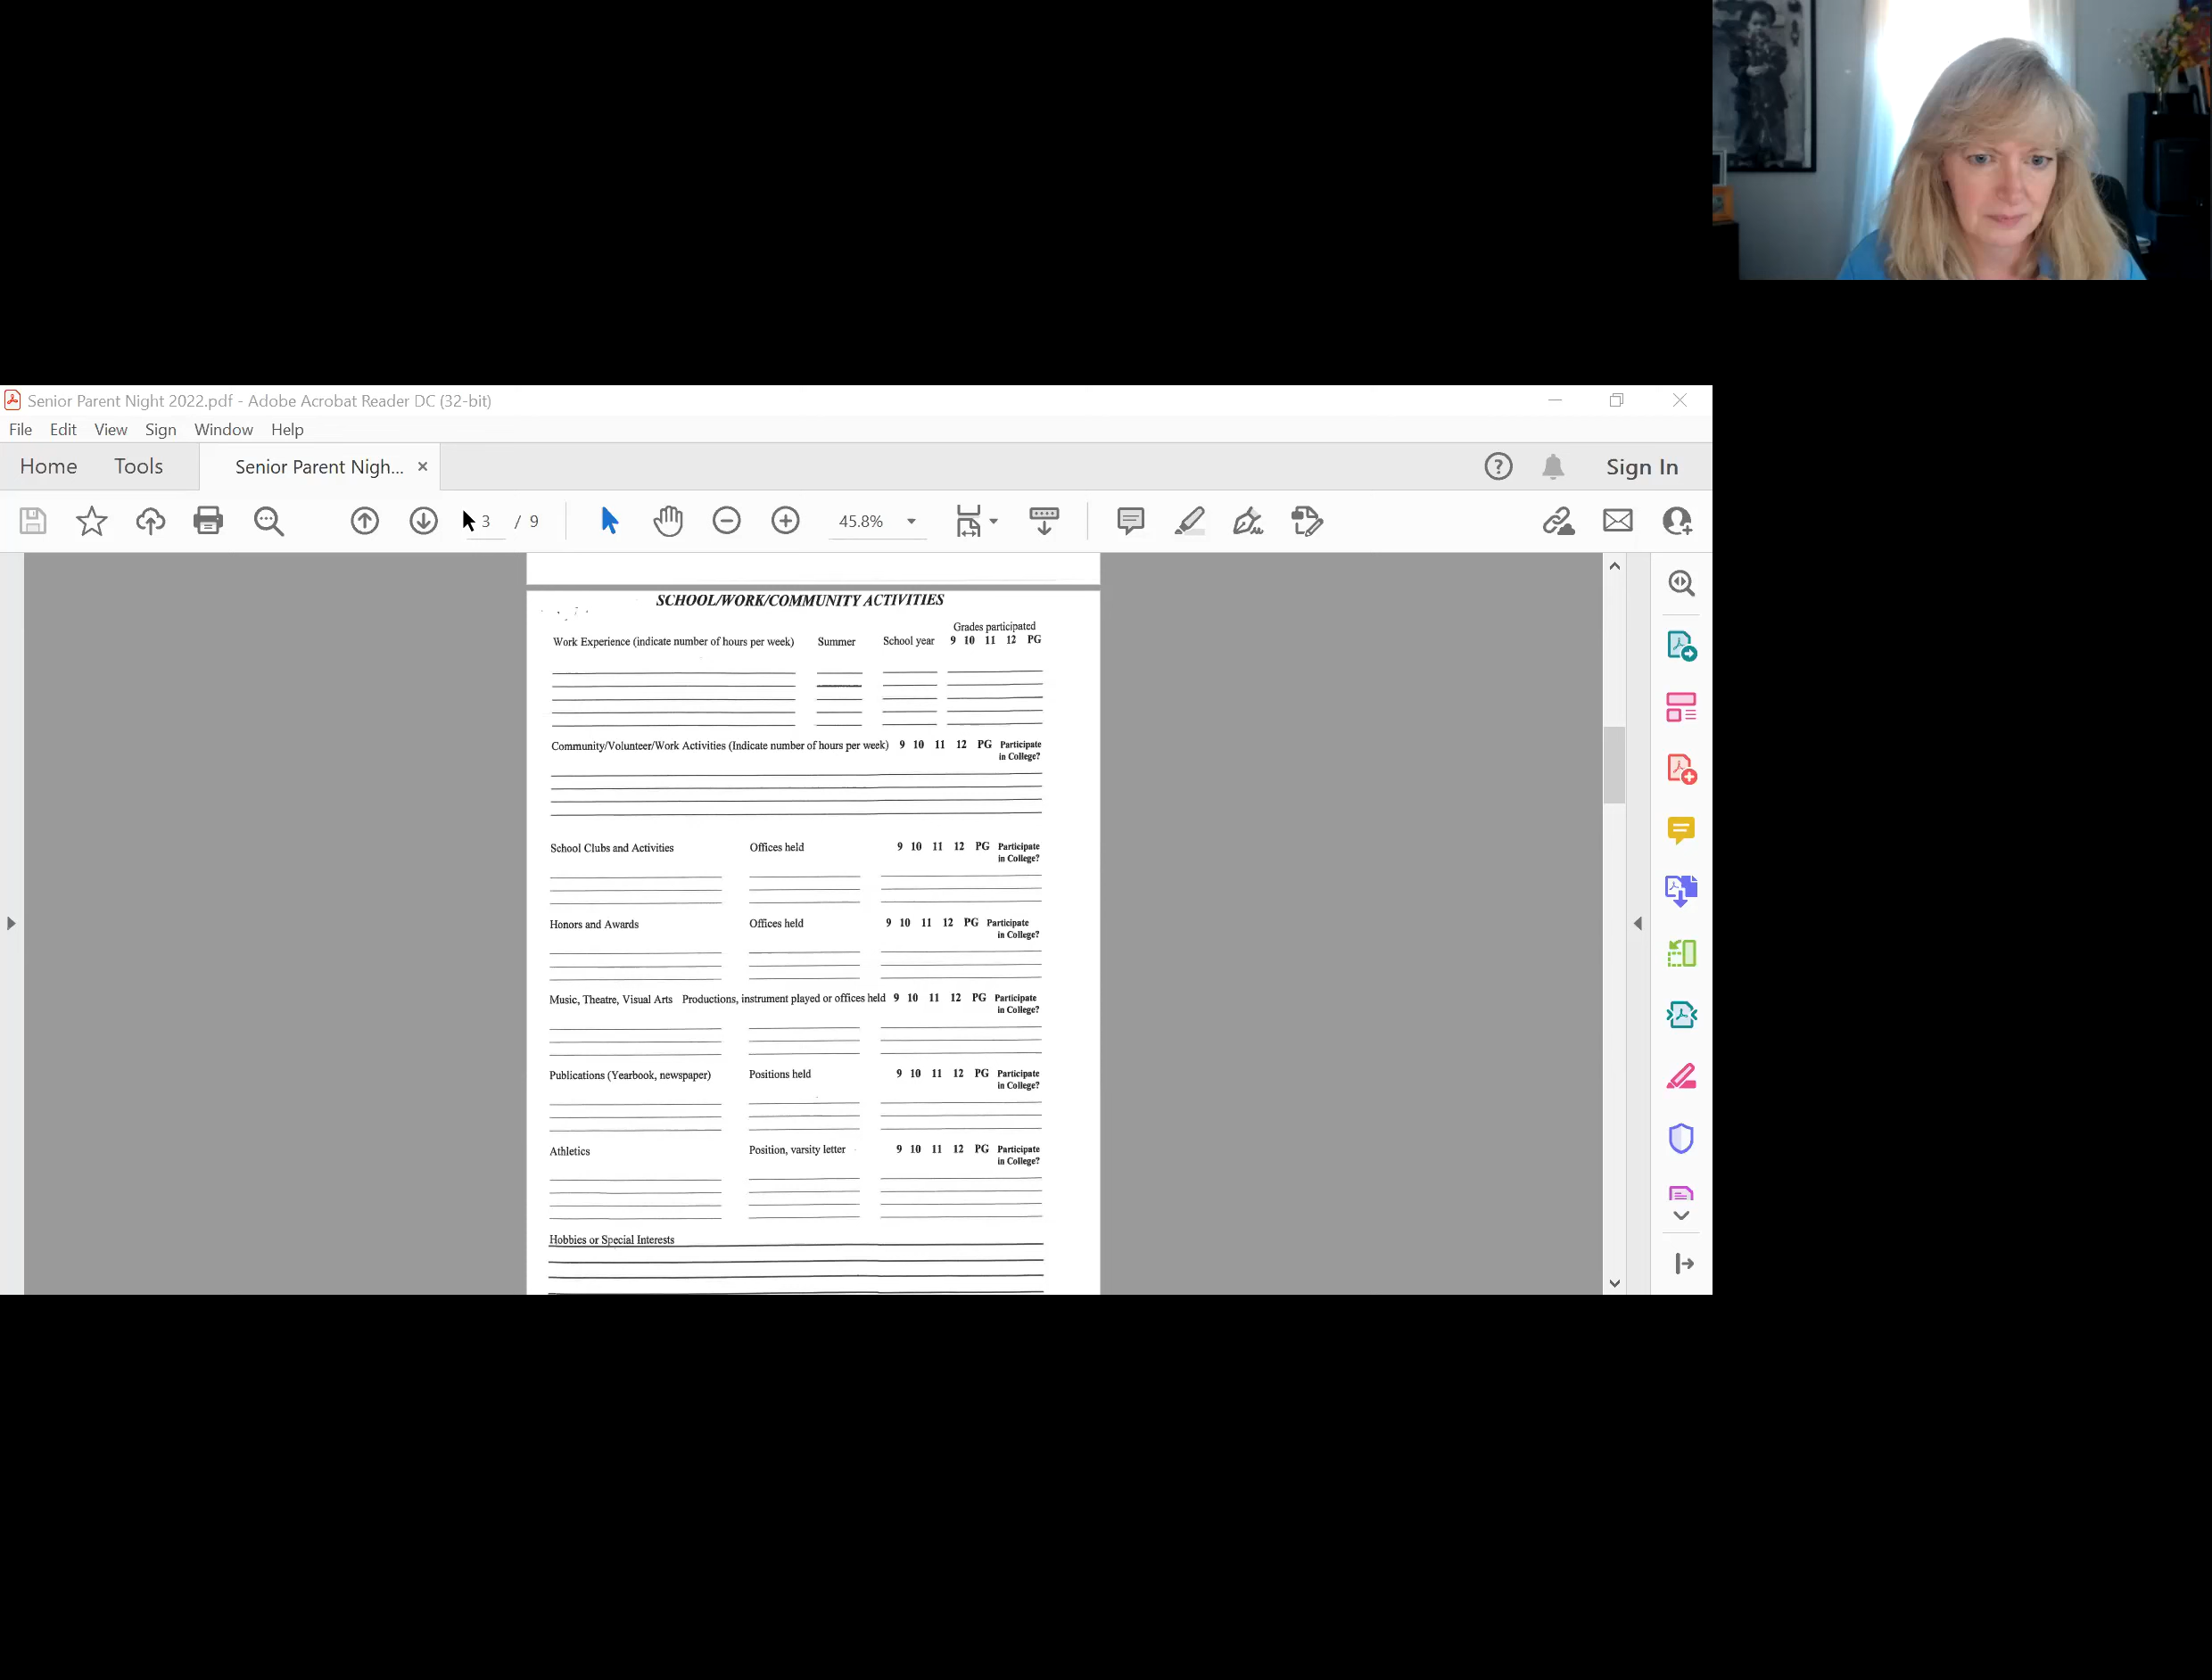 Senior Parent Night 2022.pdf - Adobe Acrobat Reader DC (32-bit)
File Edit View Sign Window Help
Home Tools Senior Parent Nigh... × Sign In
3 / 9 45.8%
SCHOOL/WORK/COMMUNITY ACTIVITIES
Grades participated
Work Experience (indicate number of hours per week) Summer School year 9 10 11 12 PG
Community/Volunteer/Work Activities (Indicate number of hours per week) 9 10 11 12 PG Participate
in College?
School Clubs and Activities Offices held 9 10 11 12 PG Participate
in College?
Honors and Awards Offices held 9 10 11 12 PG Participate
in College?
Music, Theatre, Visual Arts Productions, instrument played or offices held 9 10 11 12 PG Participate
in College?
Publications (Yearbook, newspaper) Positions held 9 10 11 12 PG Participate
in College?
Athletics Position, varsity letter 9 10 11 12 PG Participate
in College?
Hobbies or Special Interests